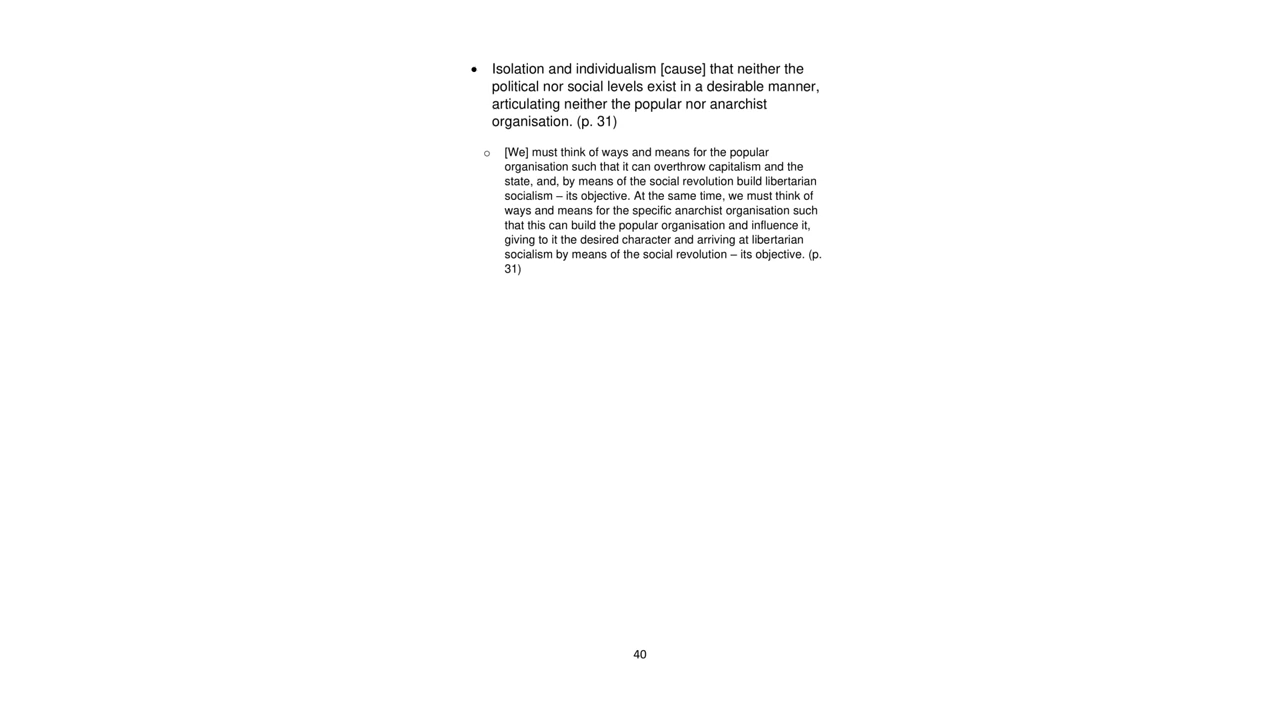 • Isolation and individualism [cause] that neither the
political nor social levels exist in a desirable manner,
articulating neither the popular nor anarchist
organisation. (p. 31)
○ [We] must think of ways and means for the popular
organisation such that it can overthrow capitalism and the
state, and, by means of the social revolution build libertarian
socialism – its objective. At the same time, we must think of
ways and means for the specific anarchist organisation such
that this can build the popular organisation and influence it,
giving to it the desired character and arriving at libertarian
socialism by means of the social revolution – its objective. (p.
31)
40